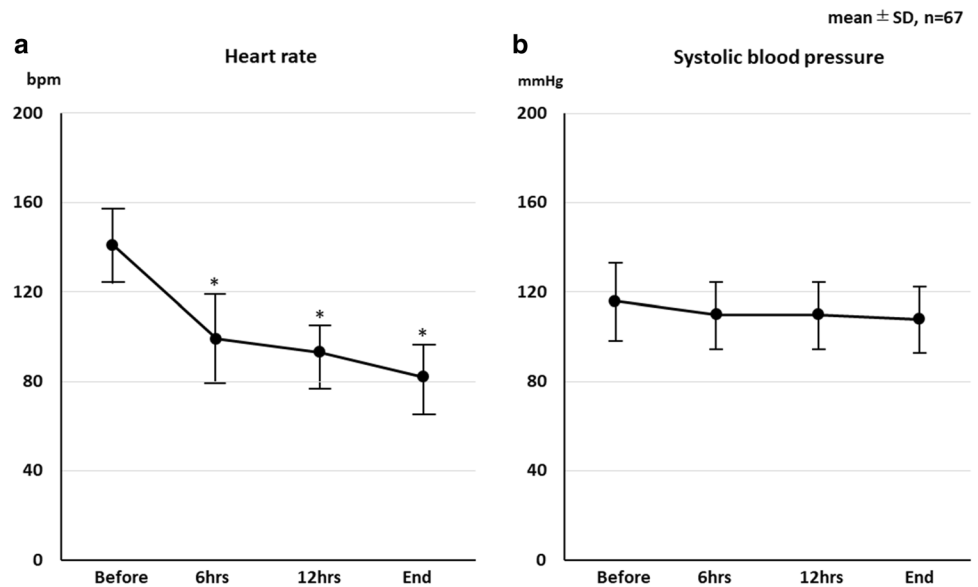 mean ± SD, n=67
a
Heart rate
bpm
200
160
120
80
40
0
*
*
*
Before 6hrs 12hrs End
b
Systolic blood pressure
mmHg
200
160
120
80
40
0
Before 6hrs 12hrs End